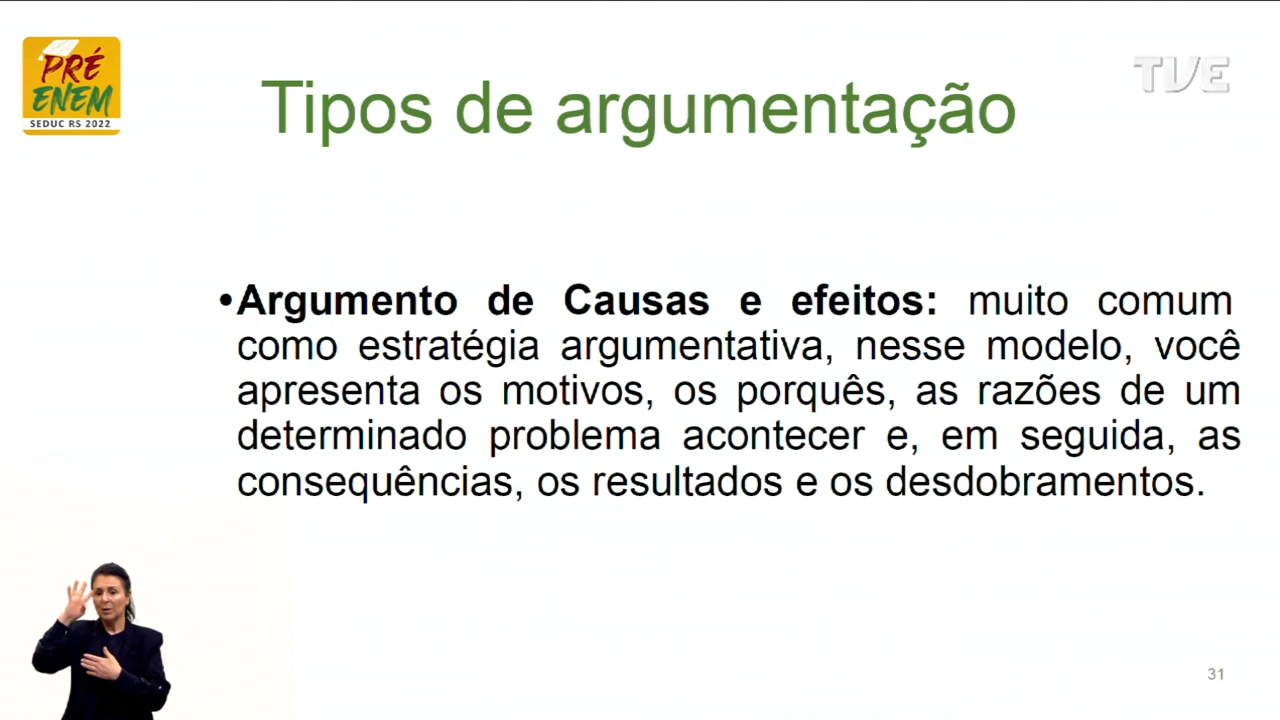 PRÉ
ENEM
SEDUC RS 2022
TVE
Tipos de argumentação
•Argumento de Causas e efeitos: muito comum
como estratégia argumentativa, nesse modelo, você
apresenta os motivos, os porquês, as razões de um
determinado problema acontecer e, em seguida, as
consequências, os resultados e os desdobramentos.
31